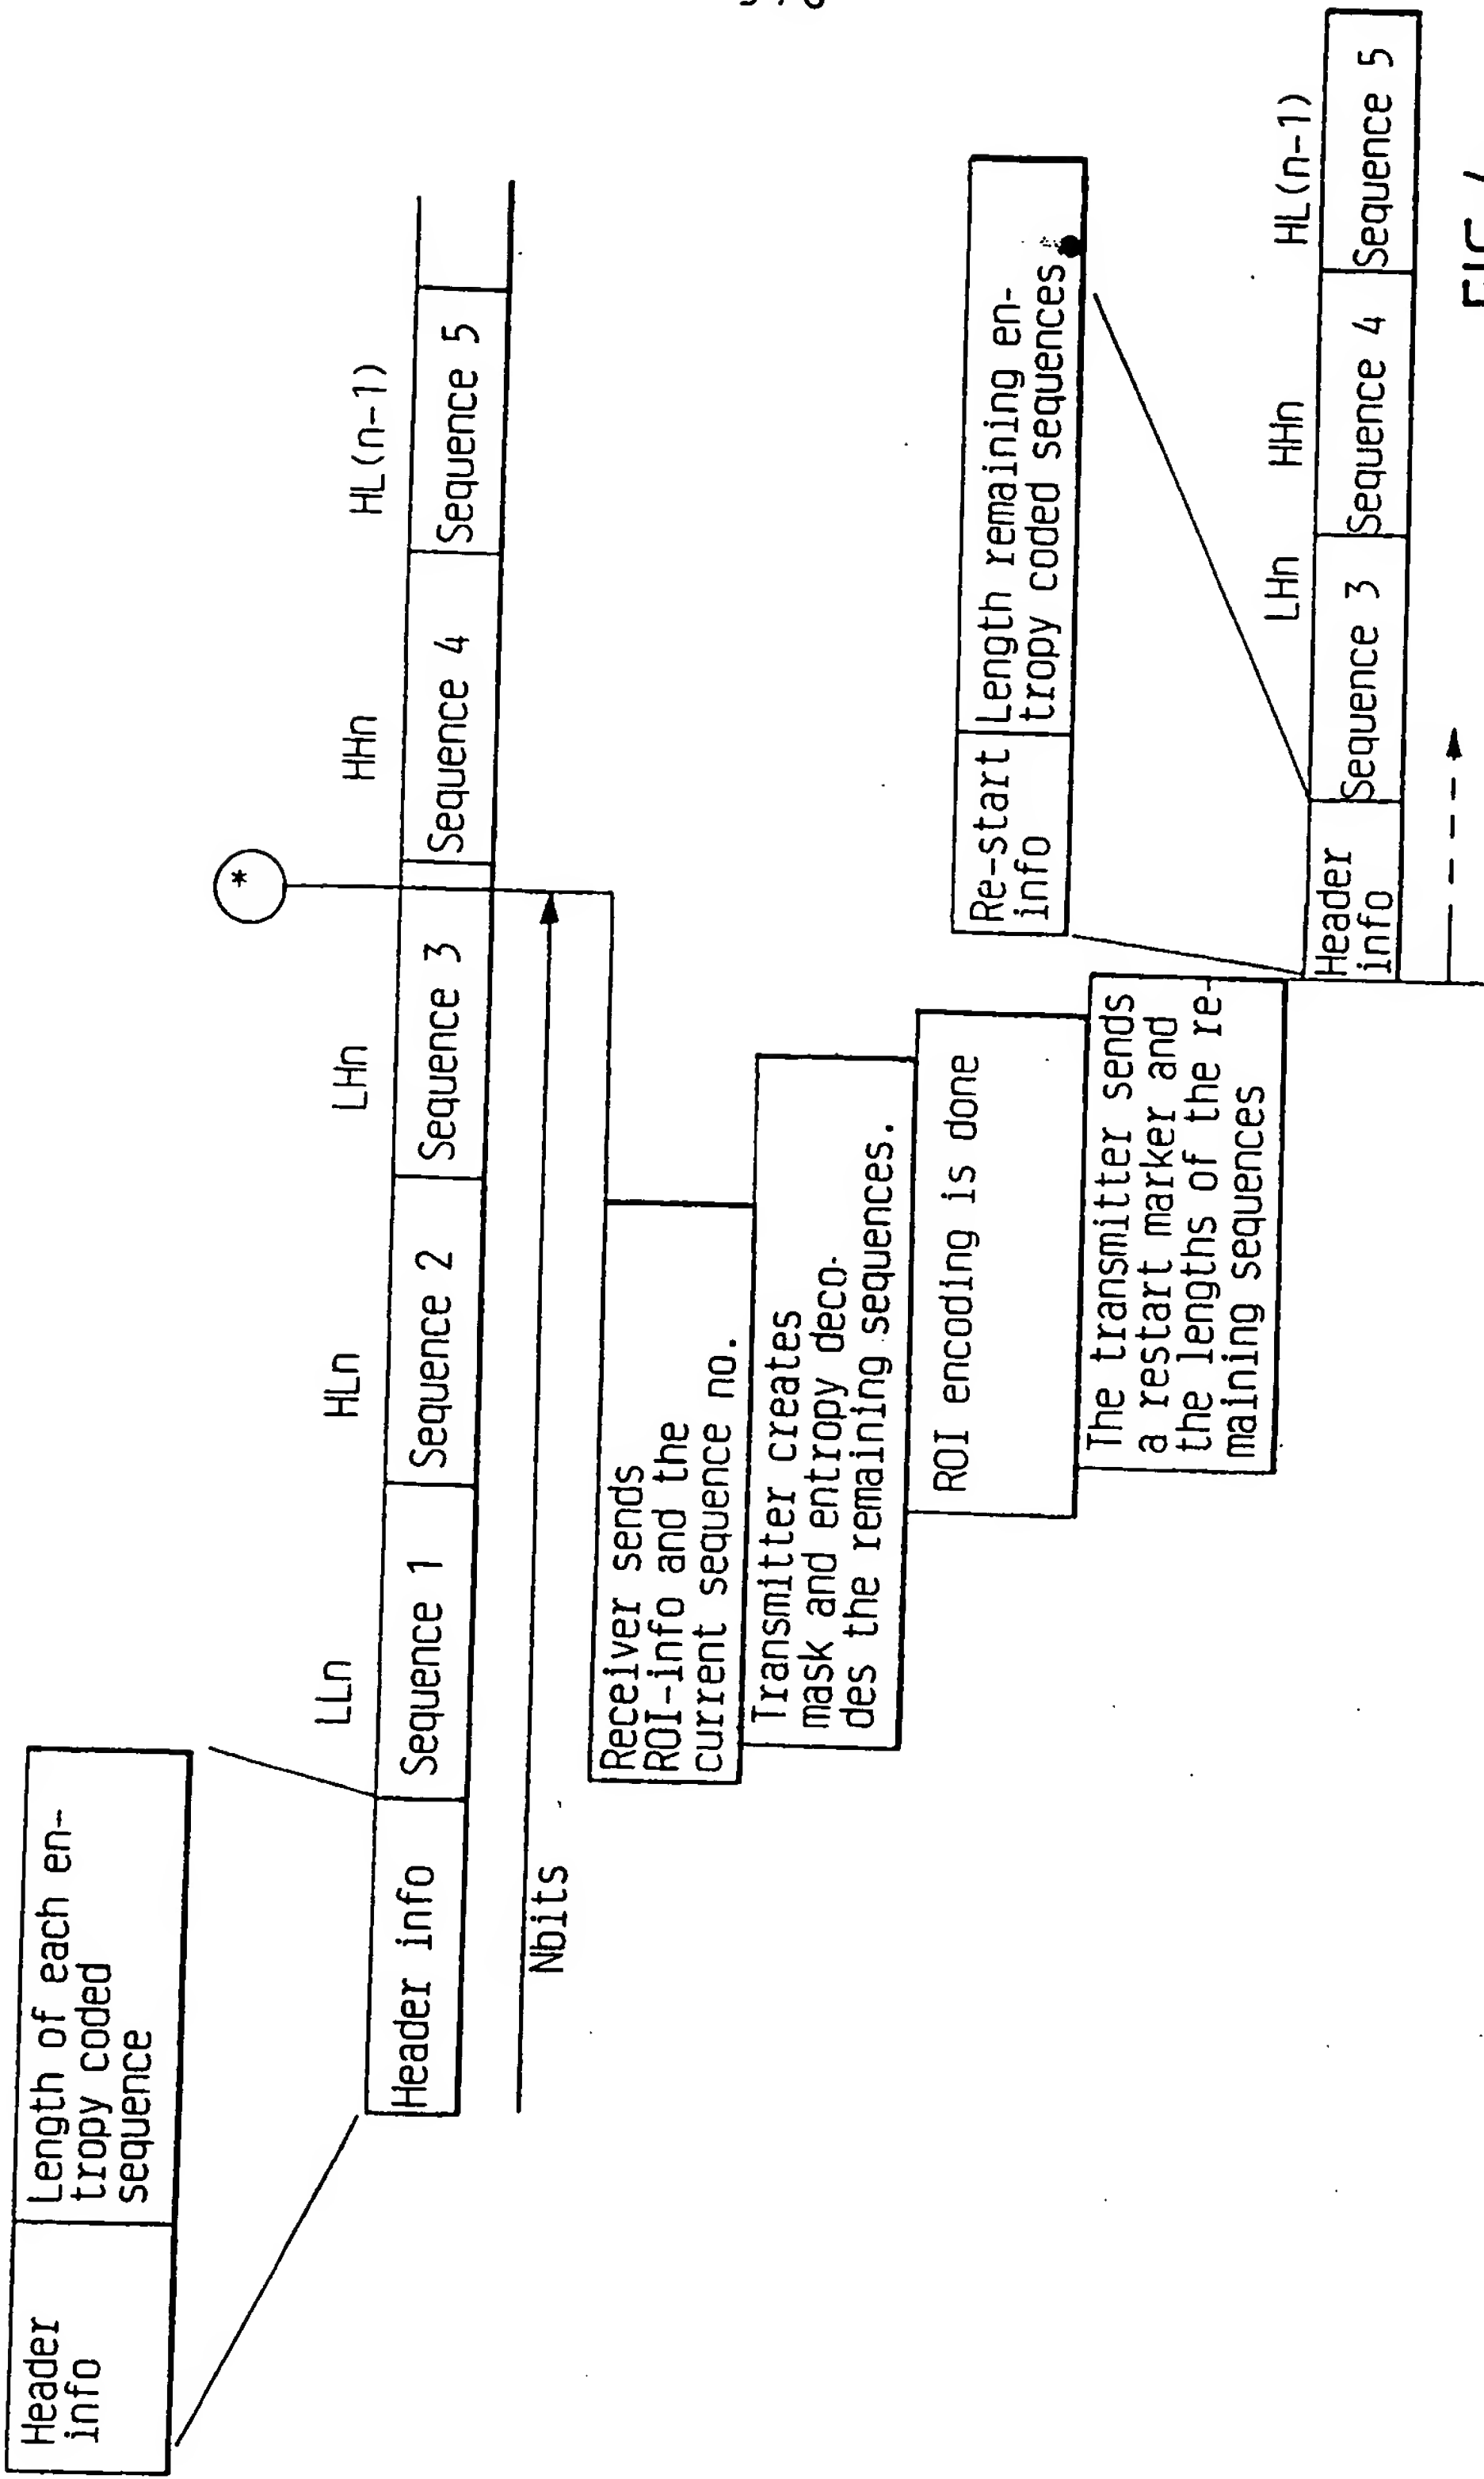 Header
info
Length of each en-
tropy coded
sequence
LLn
HLn
LHn
HHn
HL(n-1)
Header info
Sequence 1
Sequence 2
Sequence 3
Sequence 4
Sequence 5
*
Nbits
Receiver sends
ROI-info and the
current sequence no.
Transmitter creates
mask and entropy deco-
des the remaining sequences.
ROI encoding is done
The transmitter sends
a restart marker and
the lengths of the re-
maining sequences
Re-start
info
Length remaining en-
tropy coded sequences
LHn
HHn
HL(n-1)
Header
info
Sequence 3
Sequence 4
Sequence 5